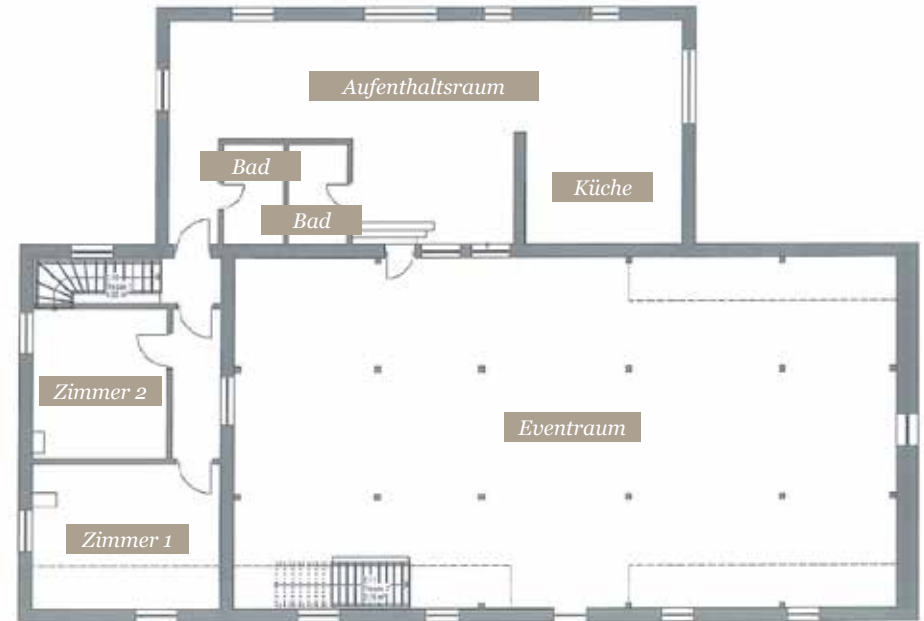 Aufenthaltsraum
Bad
Küche
Bad
Zimmer 2
Eventraum
Zimmer 1